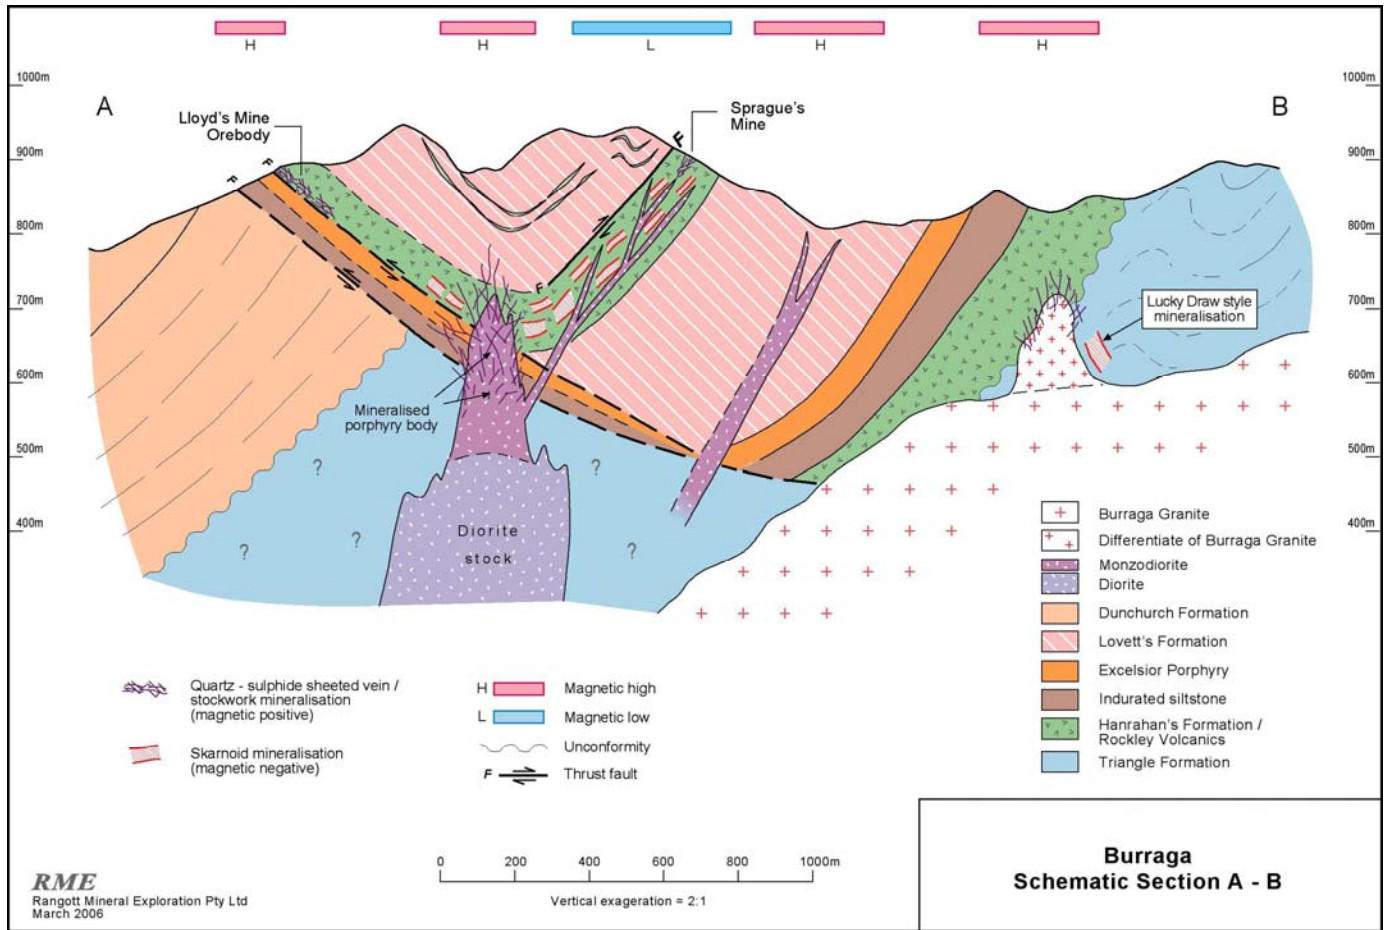 H H L H H
1000m 1000m
A B
Sprague's
Mine
Lloyd's Mine
Orebody
F
900m 900m
F
F
800m 800m
F
700m 700m
Lucky Draw style
mineralisation
600m 600m
Mineralised
porphyry body
500m 500m
? ?
400m 400m
Diorite
stock
? ? ?
Burraga Granite
Differentiate of Burraga Granite
Monzodiorite
Diorite
Dunchurch Formation
Lovett's Formation
Excelsior Porphyry
Indurated siltstone
Hanrahan's Formation /
Rockley Volcanics
Triangle Formation
Quartz - sulphide sheeted vein /
stockwork mineralisation
(magnetic positive)
Skarnoid mineralisation
(magnetic negative)
H Magnetic high
L Magnetic low
Unconformity
F Thrust fault
0 200 400 600 800 1000m
Vertical exageration = 2:1
RME
Rangott Mineral Exploration Pty Ltd
March 2006
Burraga
Schematic Section A - B